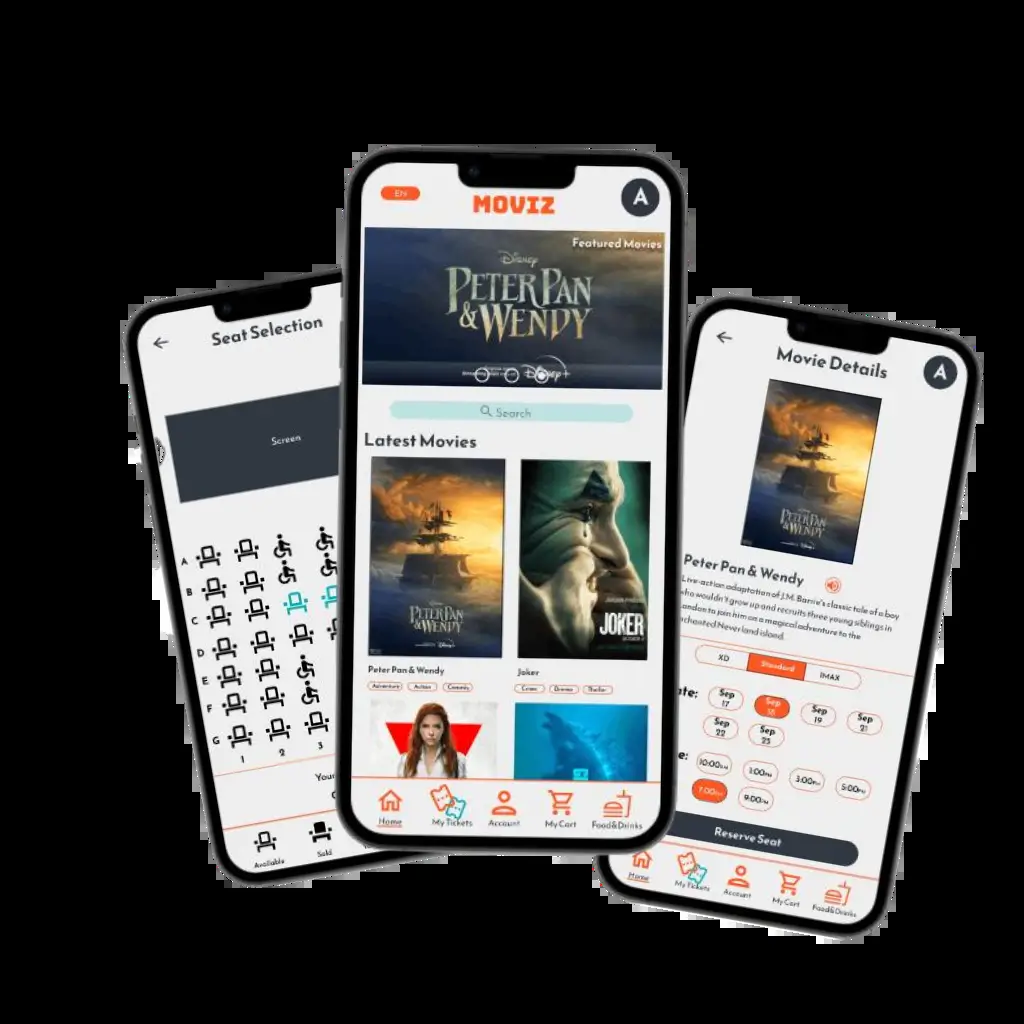 Seat Selection
Screen
A
B
C
D
E
F
G
1
2
3
Your
Available
Sold
EN
MOVIZ
A
Featured Movies
Disney
PETER PAN
& WENDY
Disney+
Search
Latest Movies
PETER PAN
& WENDY
JOKER
Peter Pan & Wendy
Adventure
Action
Comedy
Joker
Crime
Drama
Thriller
Home
My Tickets
Account
My Cart
Food&Drinks
Movie Details
A
PETER PAN
& WENDY
Peter Pan & Wendy
Live-action adaptation of J.M. Barrie's classic tale of a boy
who wouldn't grow up and recruits three young siblings in
London to join him on a magical adventure to the
enchanted Neverland island.
XD
Standard
IMAX
ate:
Sep 17
Sep 18
Sep 19
Sep 21
Sep 22
Sep 25
e:
10:00AM
1:00PM
3:00PM
5:00PM
7:00PM
9:00PM
Reserve Seat
Home
My Tickets
Account
My Cart
Food&Drinks